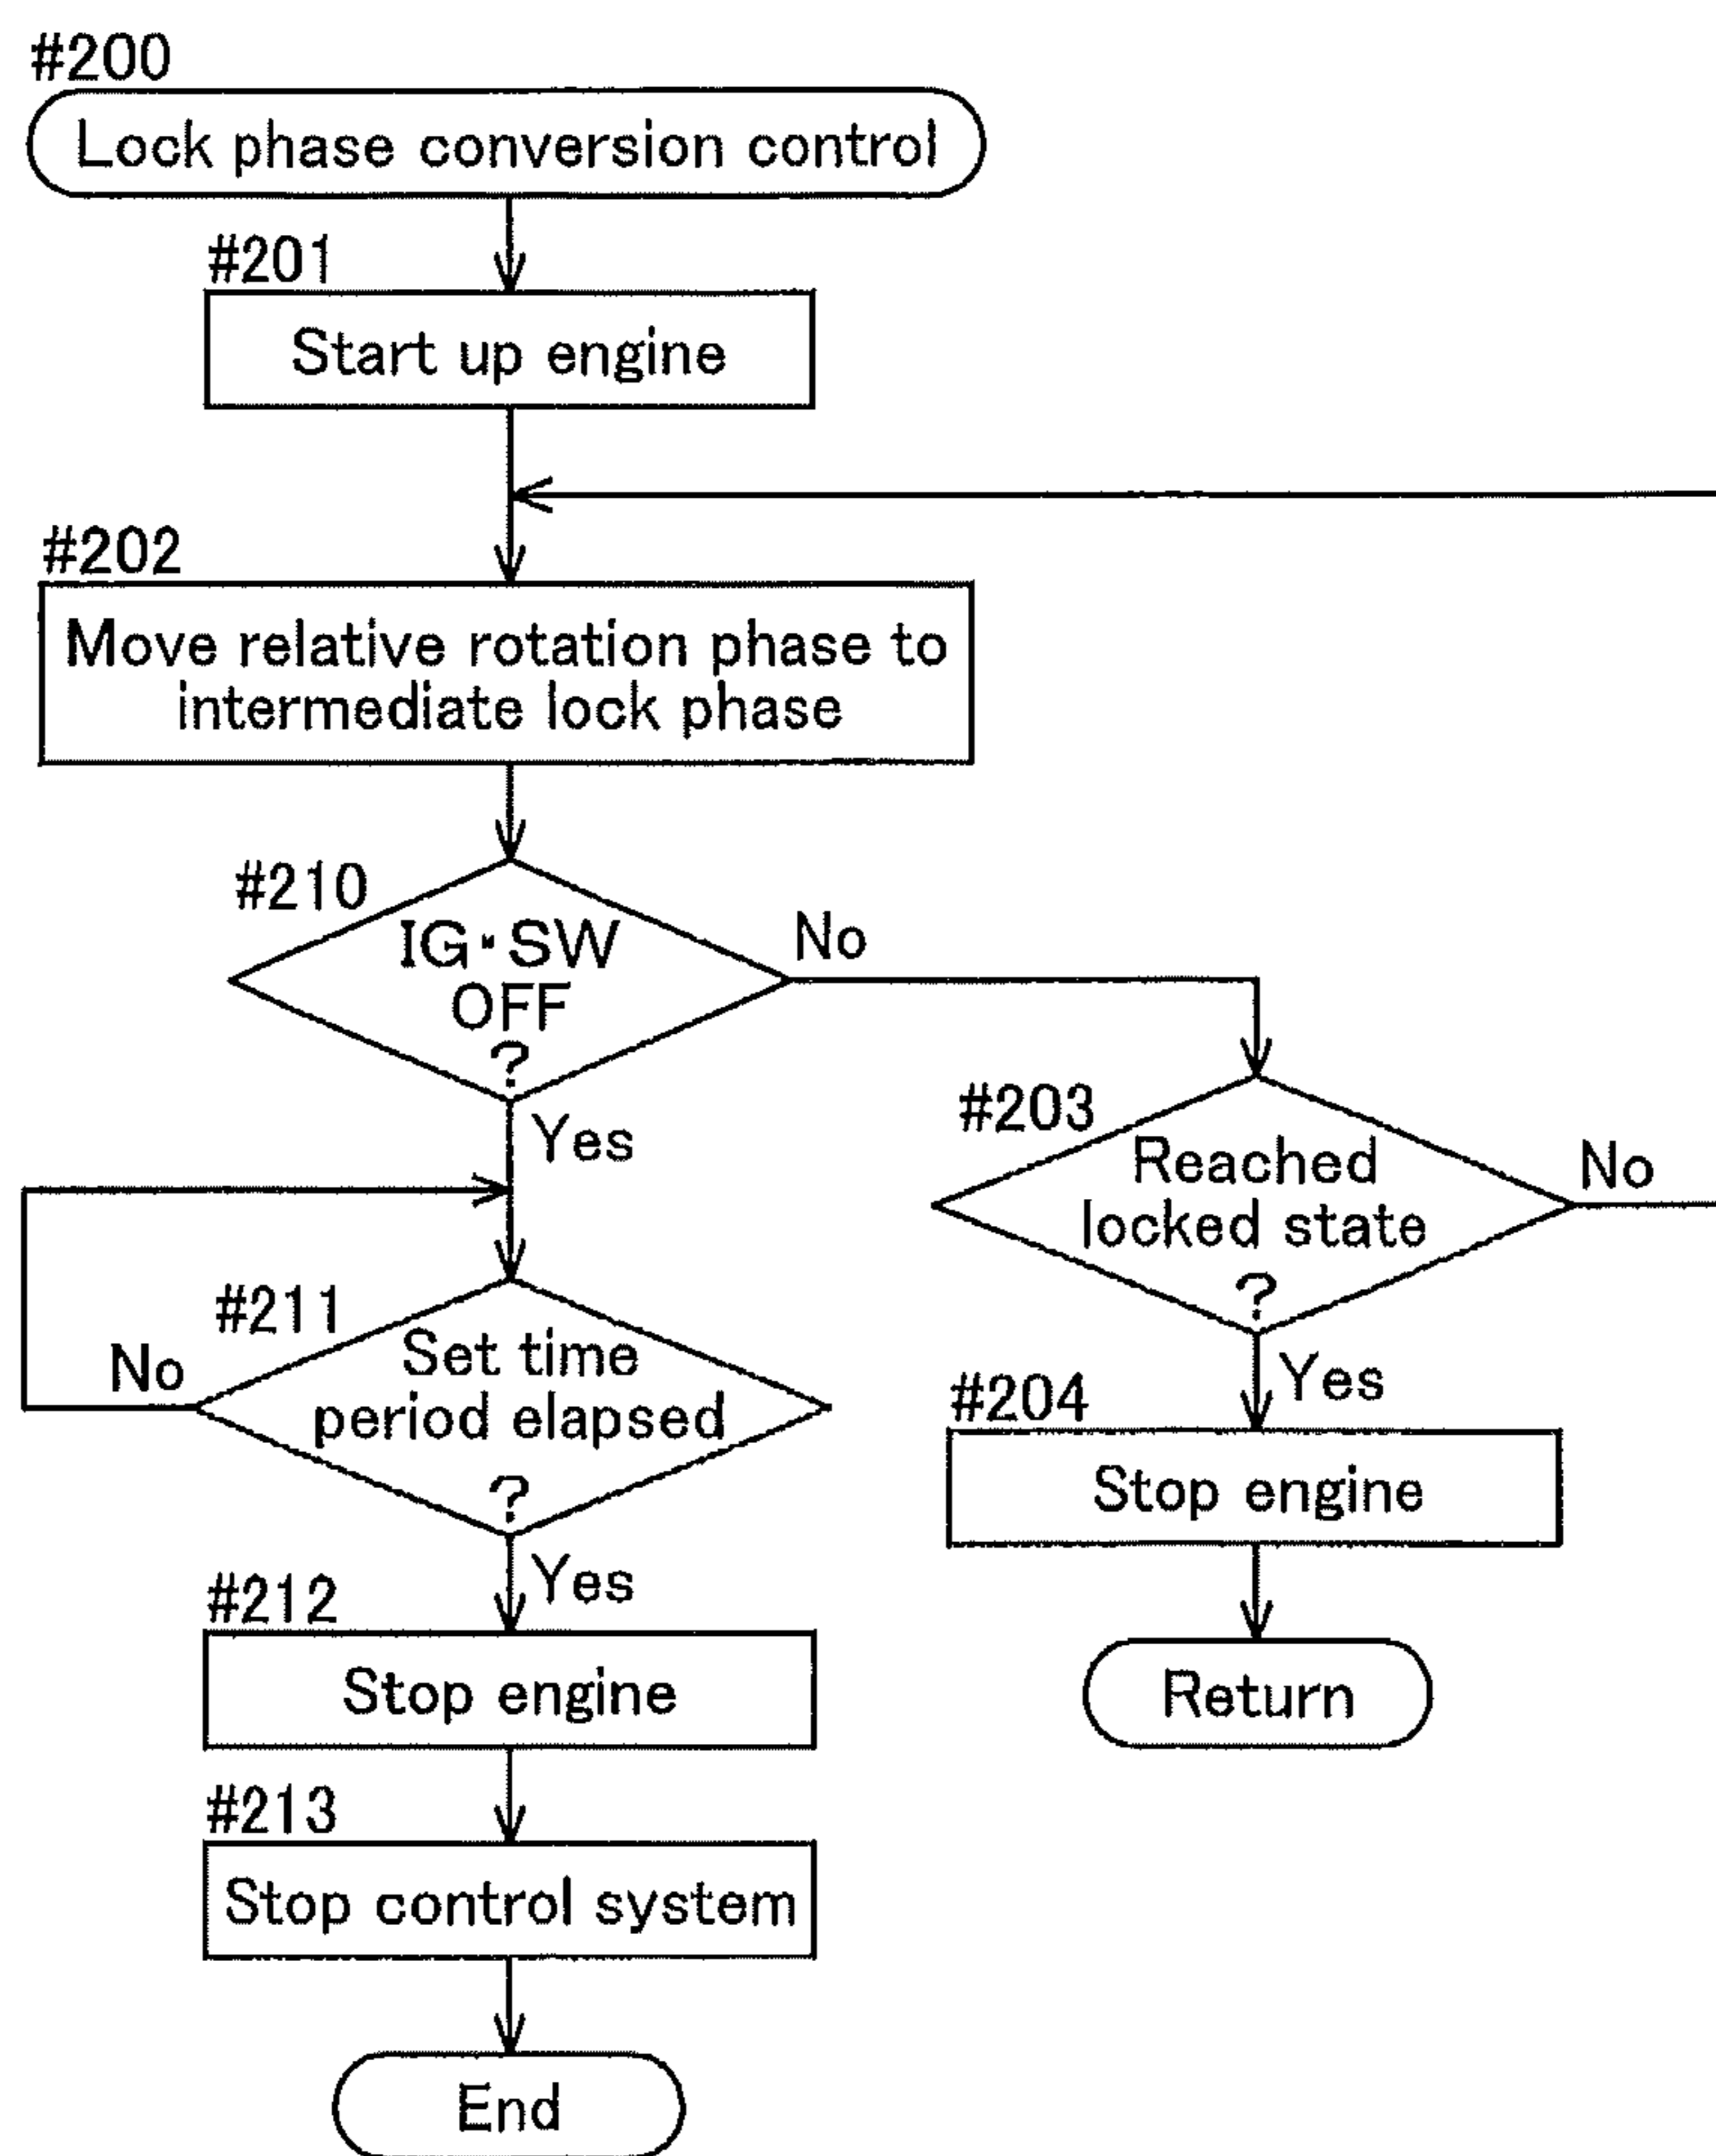 #200
Lock phase conversion control
#201
Start up engine
#202
Move relative rotation phase to
intermediate lock phase
#210
IG·SW
OFF
?
No
Yes
#203
Reached
locked state
?
No
Yes
#211
Set time
period elapsed
?
No
Yes
#204
Stop engine
Return
#212
Stop engine
#213
Stop control system
End